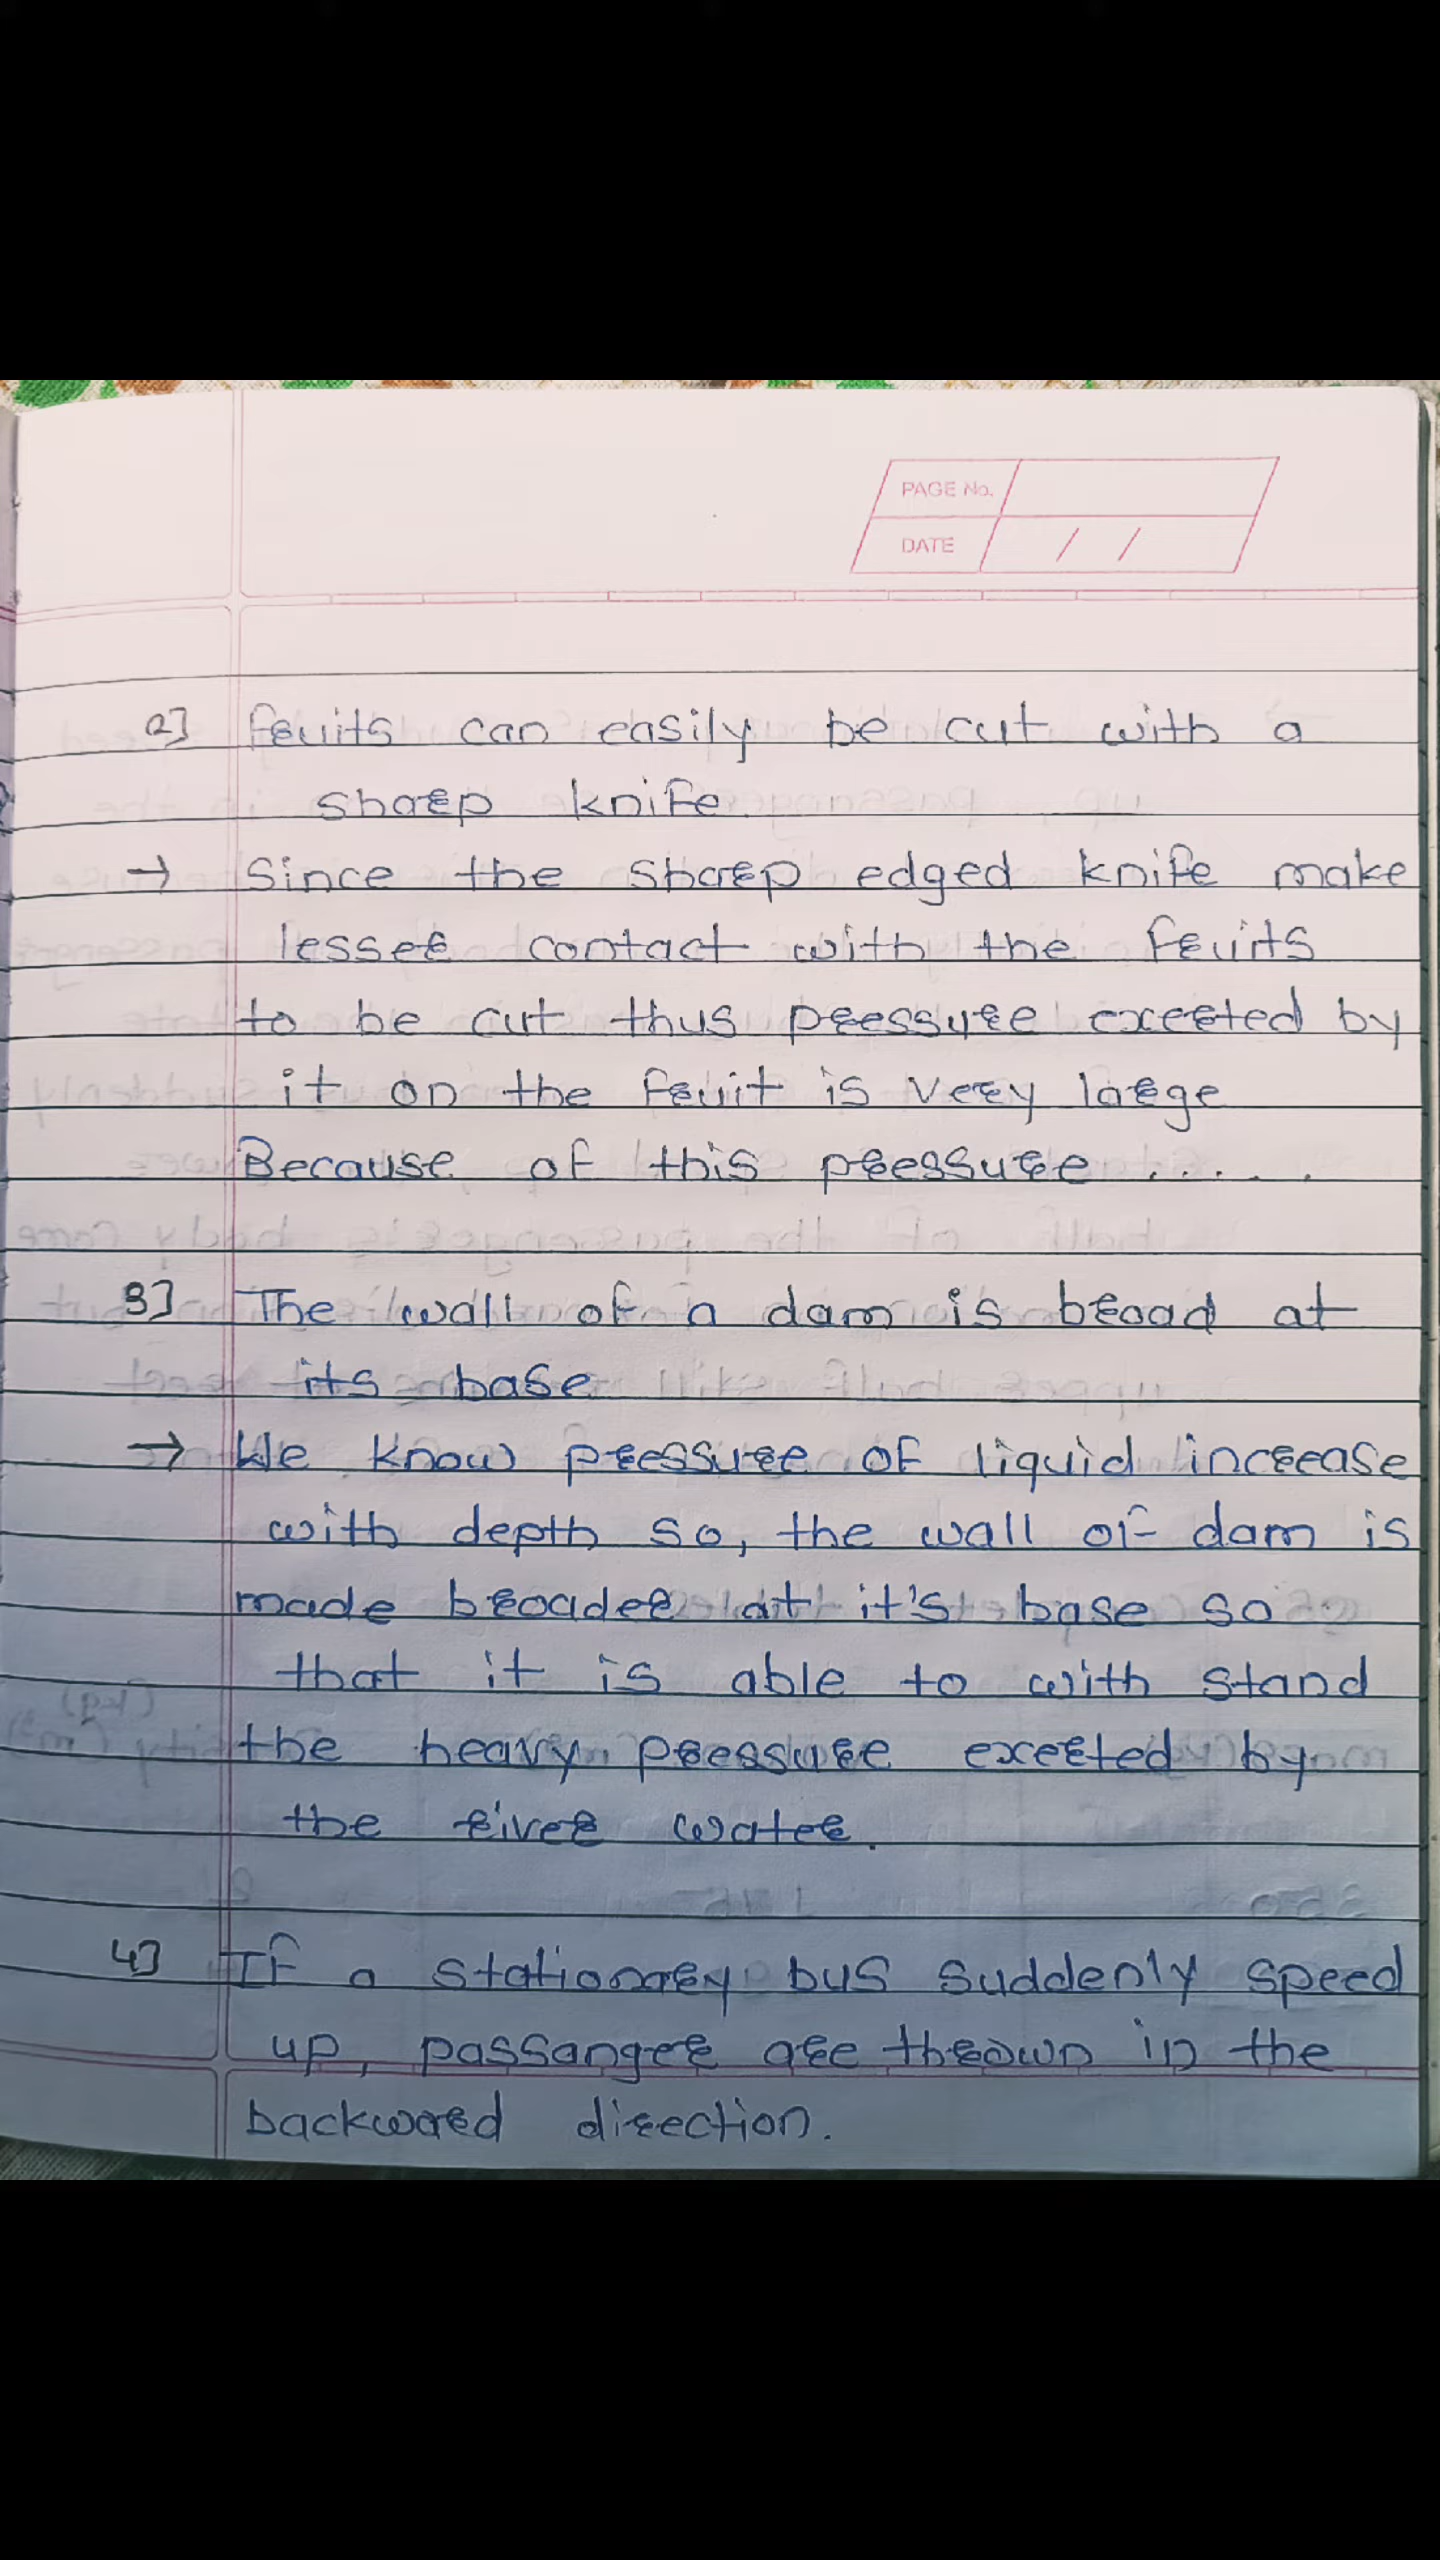 PAGE No.
DATE / /
2] fruits can easily be cut with a
sharp knife.
→ Since the sharp edged knife make
lesser contact with the fruits
to be cut thus pressure exerted by
it on the fruit is very large
Because of this pressure .....
3] The wall of a dam is broad at
its base
→ We know pressure of liquid increase
with depth so, the wall of dam is
made broader at it's base so
that it is able to with stand
the heavy pressure exerted by
the river water.
4] If a stationary bus suddenly speed
up, passanger are thrown in the
backward direction.